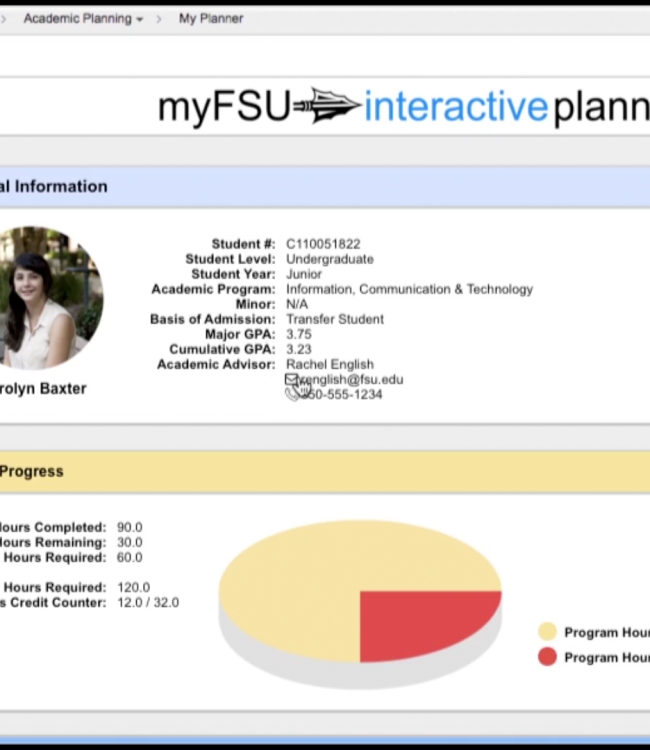 Academic Planning > My Planner
myFSU interactive plann
al Information
Student #: C110051822
Student Level: Undergraduate
Student Year: Junior
Academic Program: Information, Communication & Technology
Minor: N/A
Basis of Admission: Transfer Student
Major GPA: 3.75
Cumulative GPA: 3.23
Academic Advisor: Rachel English
english@fsu.edu
50-555-1234
rolyn Baxter
Progress
Hours Completed: 90.0
Hours Remaining: 30.0
Hours Required: 60.0
Hours Required: 120.0
s Credit Counter: 12.0 / 32.0
Program Hour
Program Hour